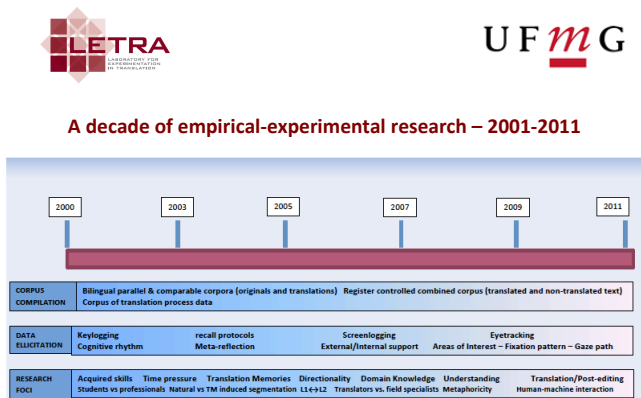 LETRA
LABORATORY FOR
EXPERIMENTATION
IN TRANSLATION
UFmG
A decade of empirical-experimental research – 2001-2011
2000 2003 2005 2007 2009 2011
CORPUS COMPILATION
Bilingual parallel & comparable corpora (originals and translations) Register controlled combined corpus (translated and non-translated text)
Corpus of translation process data
DATA ELICITATION
Keylogging recall protocols Screenlogging Eyetracking
Cognitive rhythm Meta-reflection External/Internal support Areas of Interest – Fixation pattern – Gaze path
RESEARCH FOCI
Acquired skills Time pressure Translation Memories Directionality Domain Knowledge Understanding Translation/Post-editing
Students vs professionals Natural vs TM induced segmentation L1↔L2 Translators vs. field specialists Metaphoricity Human-machine interaction